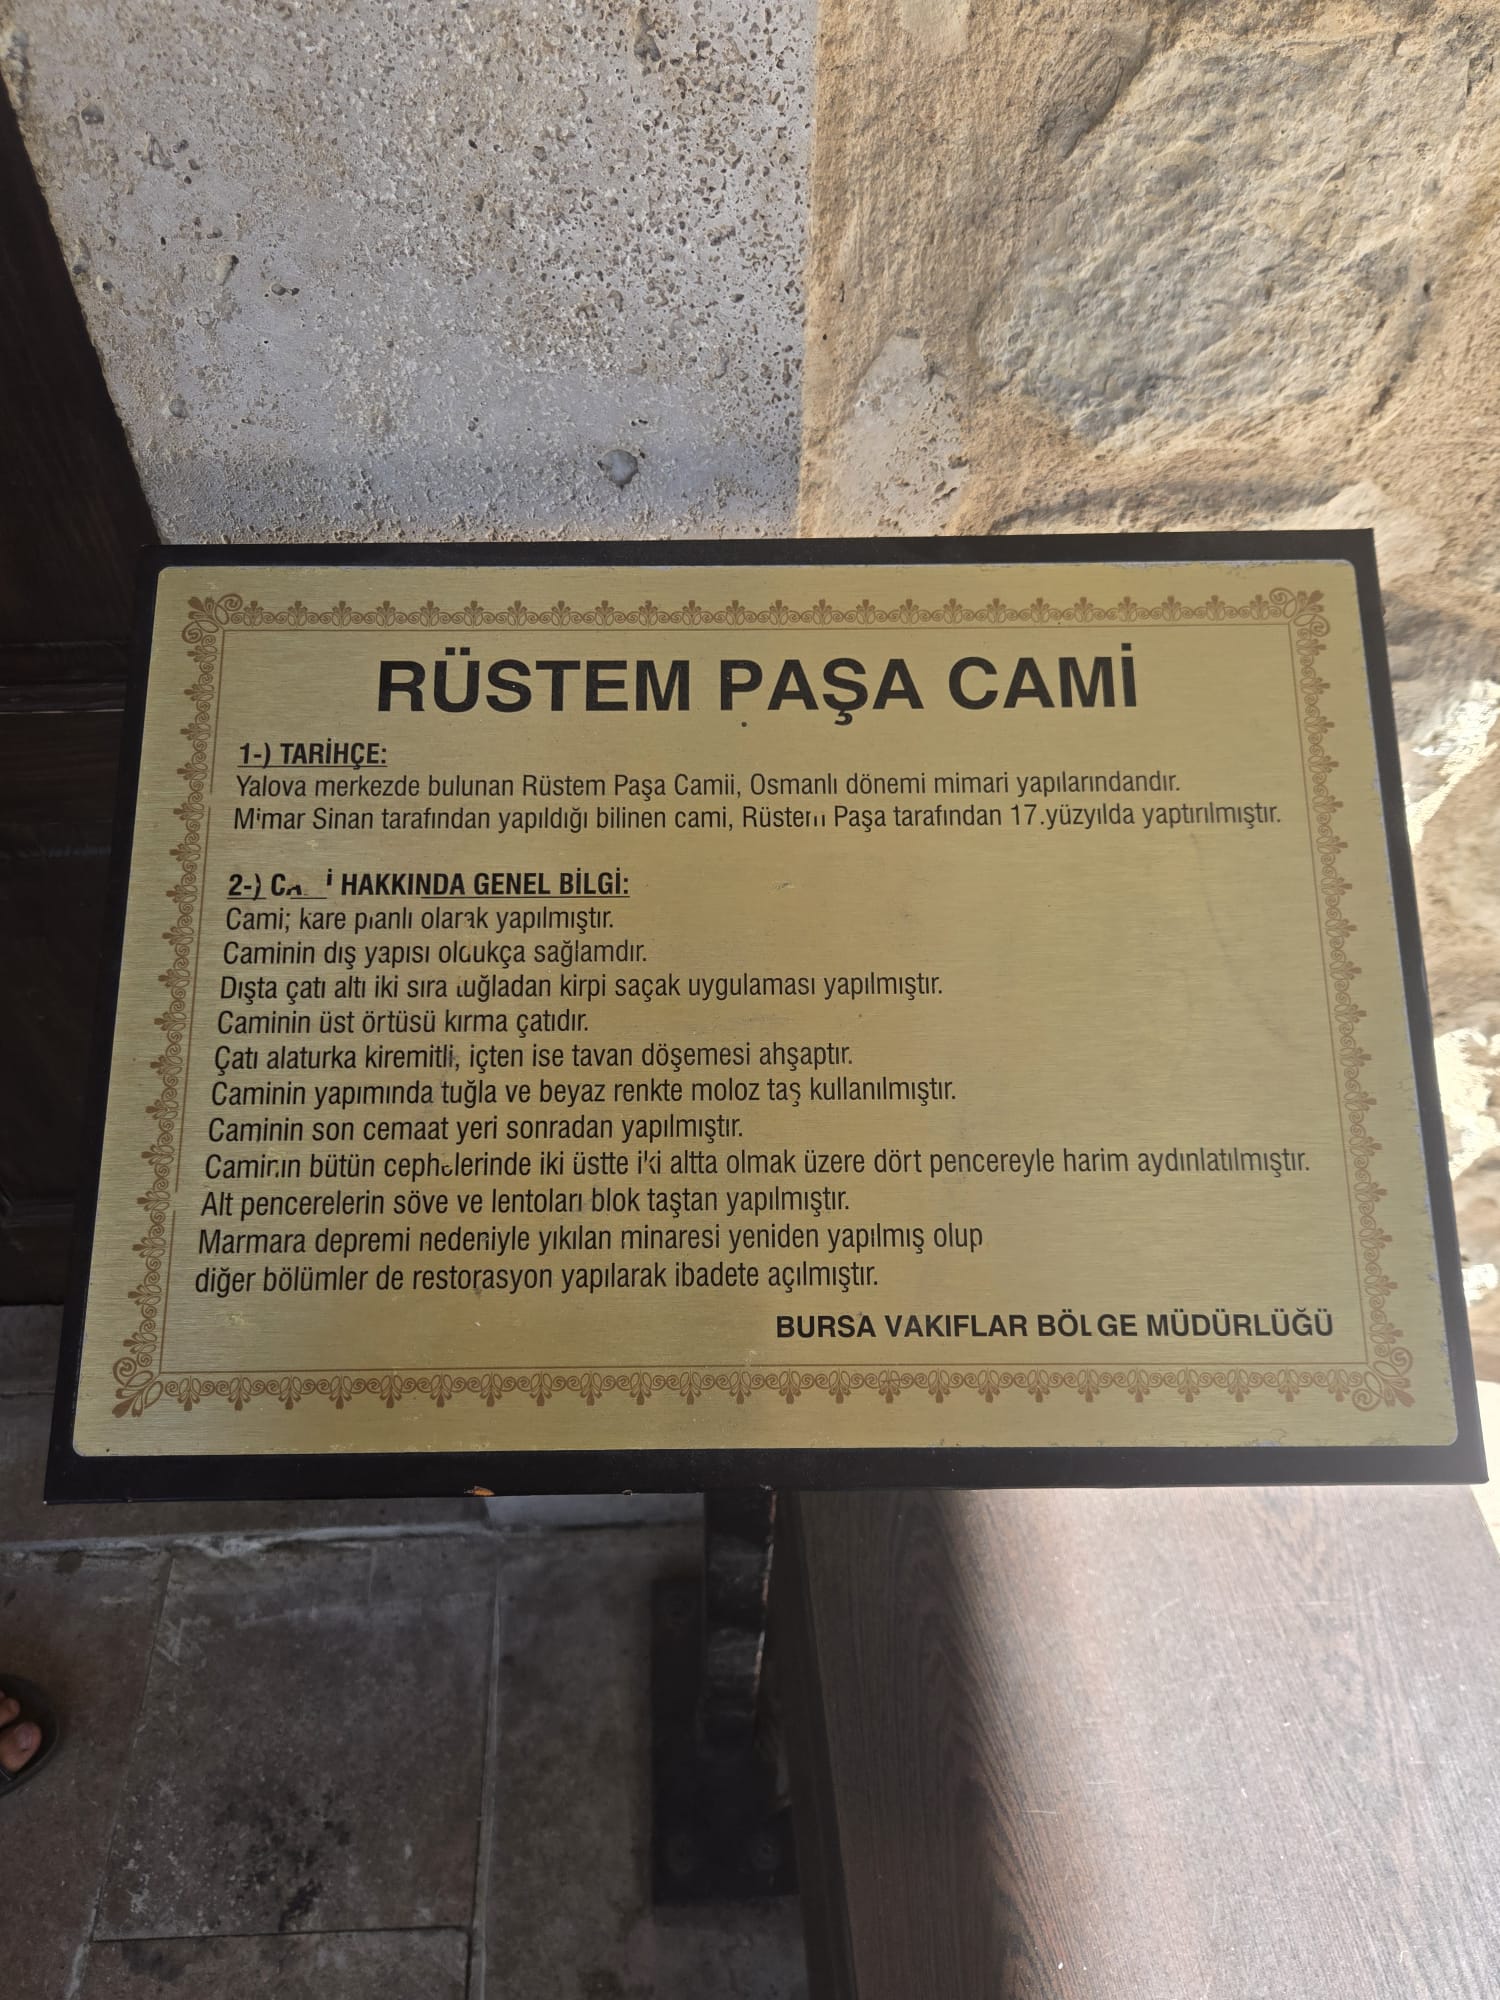 RÜSTEM PAŞA CAMİ
1-) TARİHÇE:
Yalova merkezde bulunan Rüstem Paşa Camii, Osmanlı dönemi mimari yapılarındandır.
Mimar Sinan tarafından yapıldığı bilinen cami, Rüstem Paşa tarafından 17.yüzyılda yaptırılmıştır.
2-) CAMİ HAKKINDA GENEL BİLGİ:
Cami; kare planlı olarak yapılmıştır.
Caminin dış yapısı oldukça sağlamdır.
Dışta çatı altı iki sıra tuğladan kirpi saçak uygulaması yapılmıştır.
Caminin üst örtüsü kırma çatıdır.
Çatı alaturka kiremitli, içten ise tavan döşemesi ahşaptır.
Caminin yapımında tuğla ve beyaz renkte moloz taş kullanılmıştır.
Caminin son cemaat yeri sonradan yapılmıştır.
Caminin bütün cephelerinde iki üstte iki altta olmak üzere dört pencereyle harim aydınlatılmıştır.
Alt pencerelerin söve ve lentoları blok taştan yapılmıştır.
Marmara depremi nedeniyle yıkılan minaresi yeniden yapılmış olup
diğer bölümler de restorasyon yapılarak ibadete açılmıştır.
BURSA VAKIFLAR BÖLGE MÜDÜRLÜĞÜ